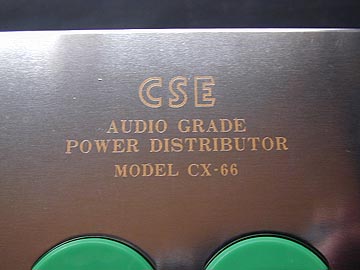 CSE
AUDIO GRADE
POWER DISTRIBUTOR
MODEL CX-66